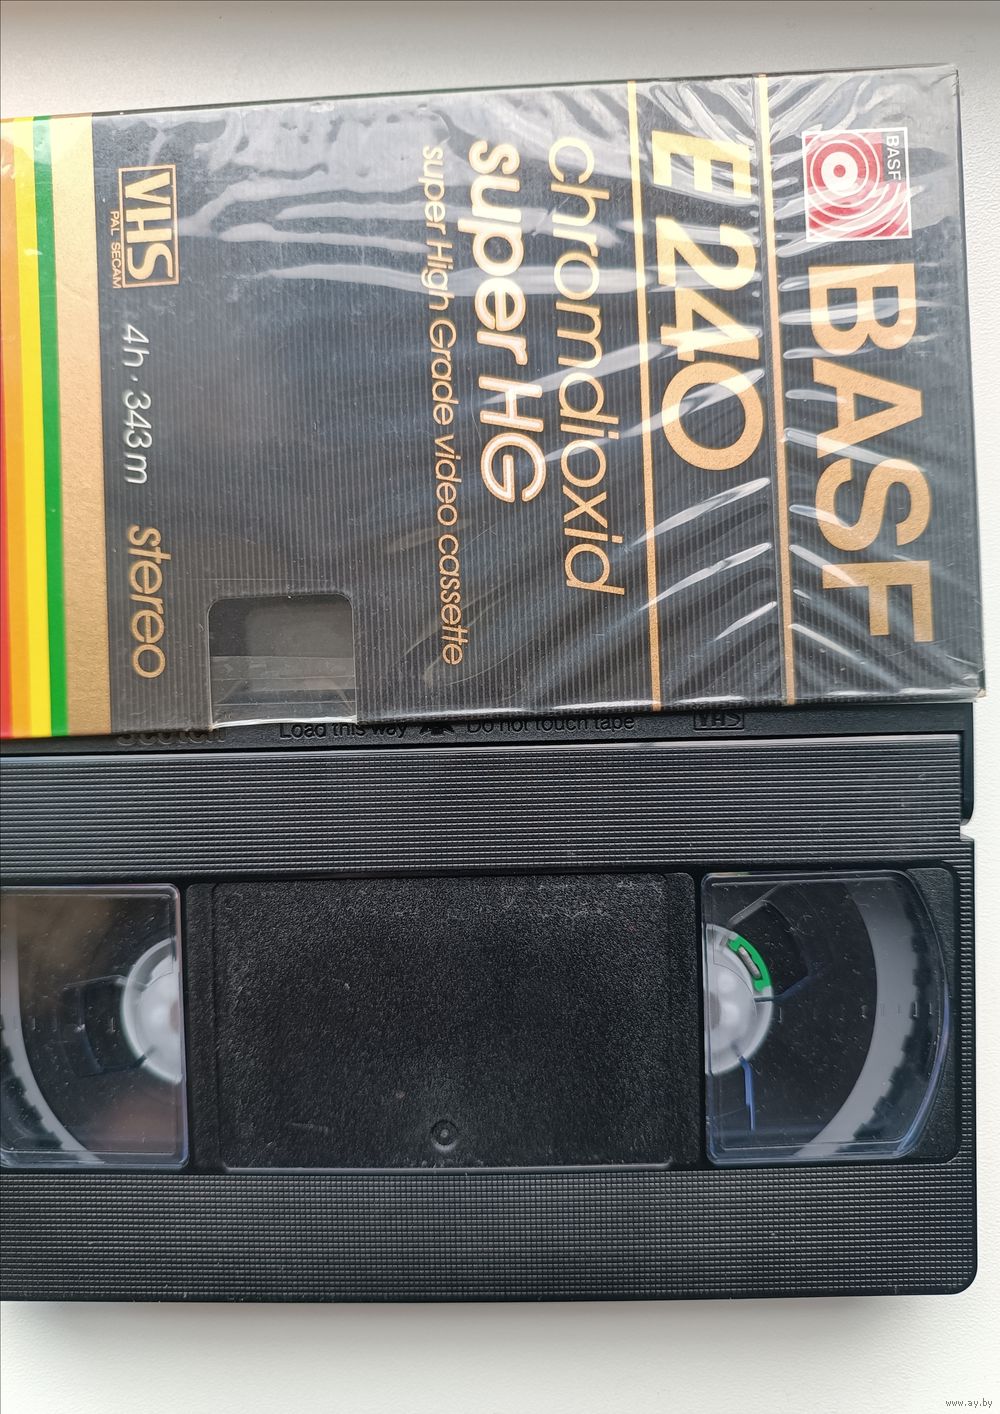 BASF
BASF
E 240
chromdioxid
super HG
super High Grade video cassette
VHS
PAL SECAM
4h · 343m
stereo
Load this way
Do not touch tape
VHS
www.ay.by